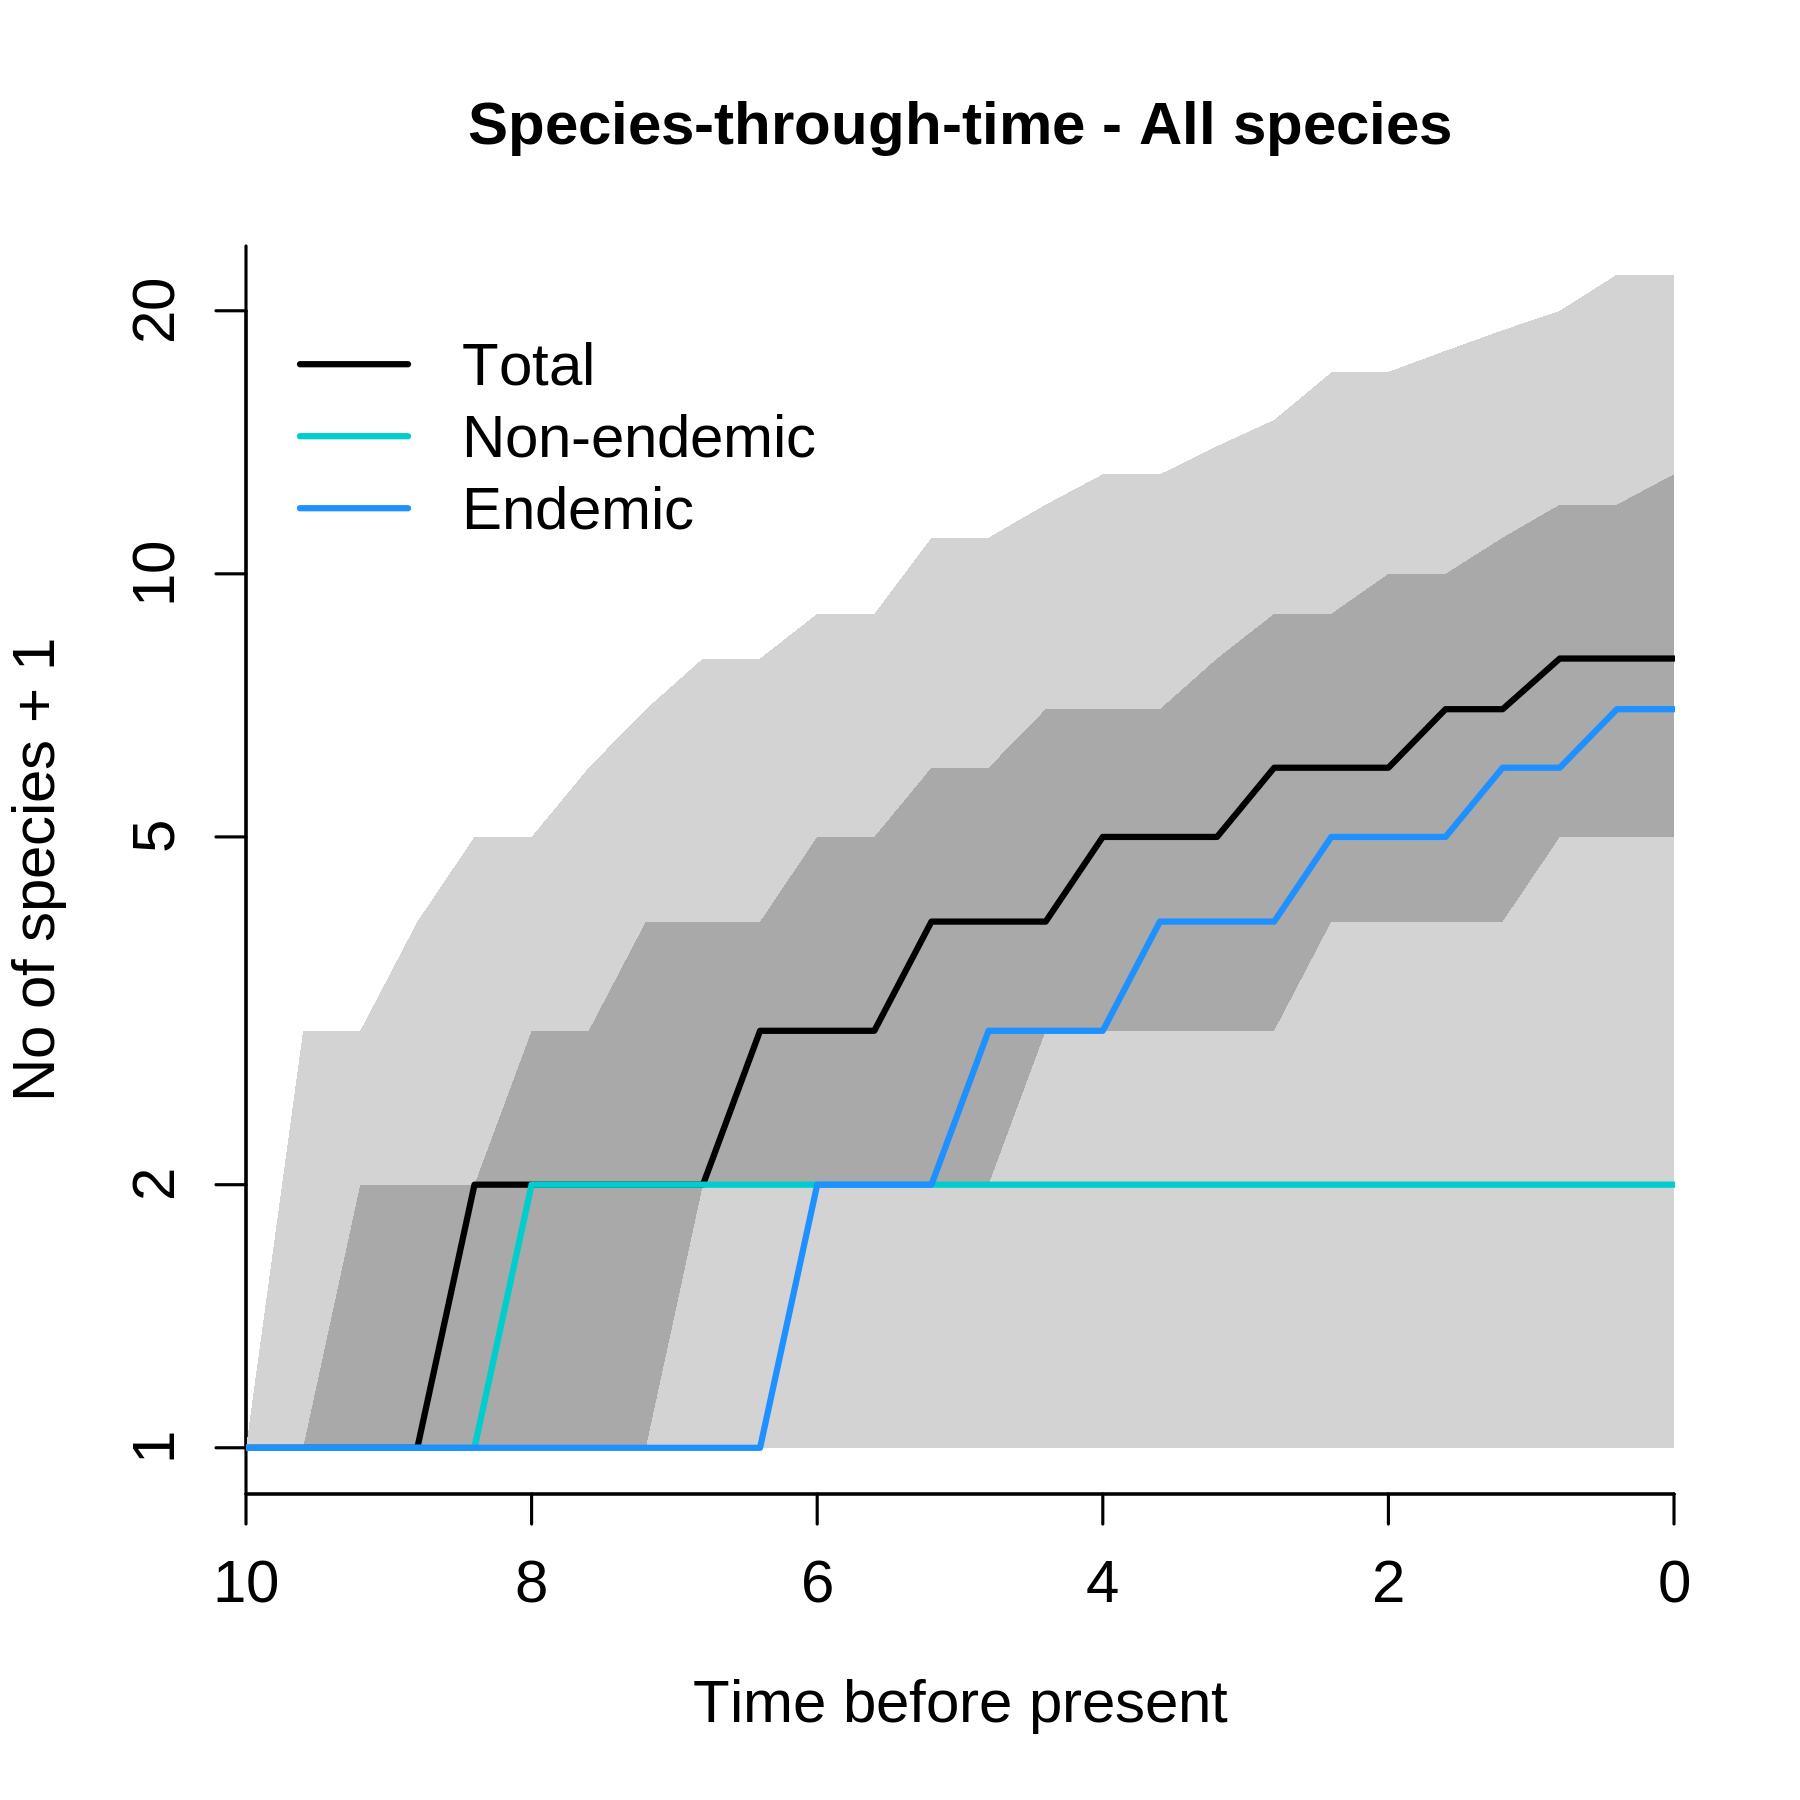 Species-through-time - All species
20
10
5
2
1
No of species + 1
Total
Non-endemic
Endemic
10 8 6 4 2 0
Time before present